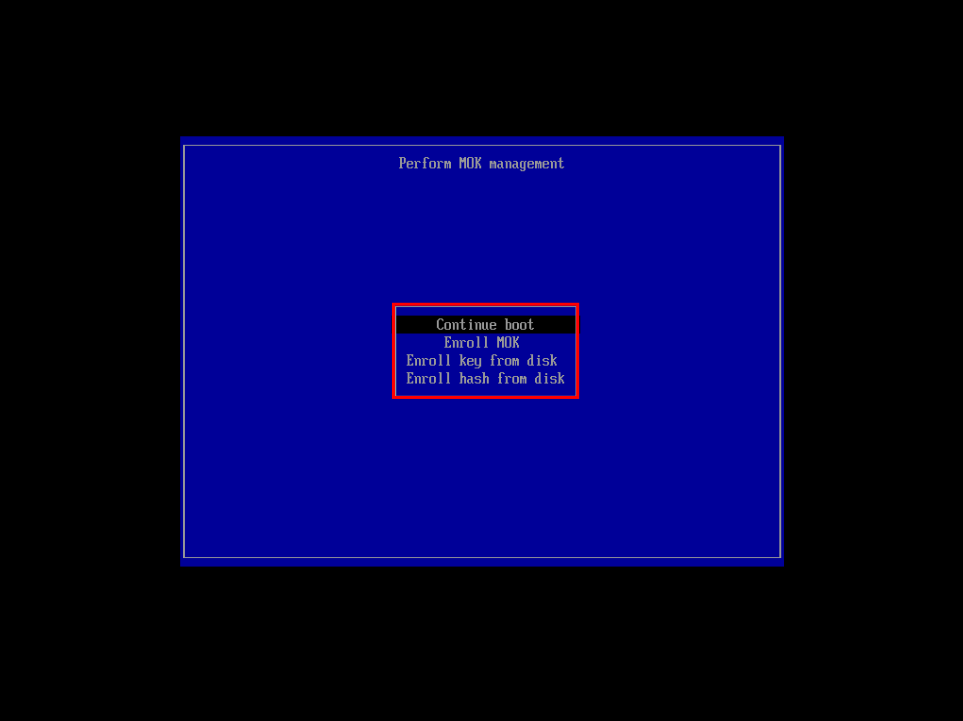 Perform MOK management
Continue boot
Enroll MOK
Enroll key from disk
Enroll hash from disk